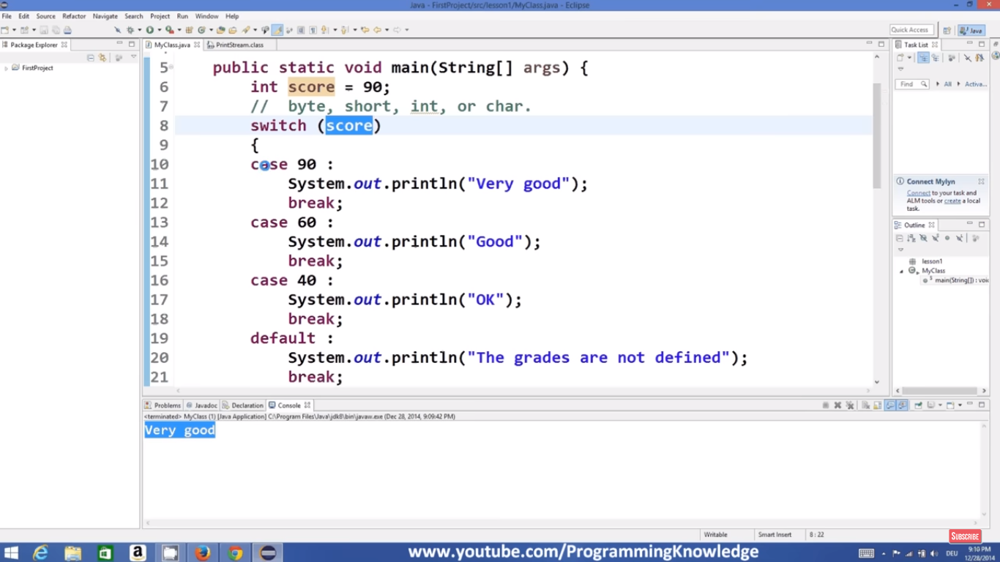 Java - FirstProject/src/lesson1/MyClass.java - Eclipse
File Edit Source Refactor Navigate Search Project Run Window Help
Quick Access
Java
Package Explorer
FirstProject
MyClass.java
PrintStream.class
5 public static void main(String[] args) {
6 int score = 90;
7 // byte, short, int, or char.
8 switch (score)
9 {
10 case 90 :
11 System.out.println("Very good");
12 break;
13 case 60 :
14 System.out.println("Good");
15 break;
16 case 40 :
17 System.out.println("OK");
18 break;
19 default :
20 System.out.println("The grades are not defined");
21 break;
Task List
Find
All
Activa...
Connect Mylyn
Connect to your task and
ALM tools or create a local
task.
Outline
lesson1
MyClass
main(String[]) : voi
Problems
Javadoc
Declaration
Console
<terminated> MyClass (1) [Java Application] C:\Program Files\Java\jdk8\bin\javaw.exe (Dec 28, 2014, 9:09:42 PM)
Very good
Writable
Smart Insert
8 : 22
SUBSCRIBE
www.youtube.com/ProgrammingKnowledge
DEU
9:10 PM
12/28/2014